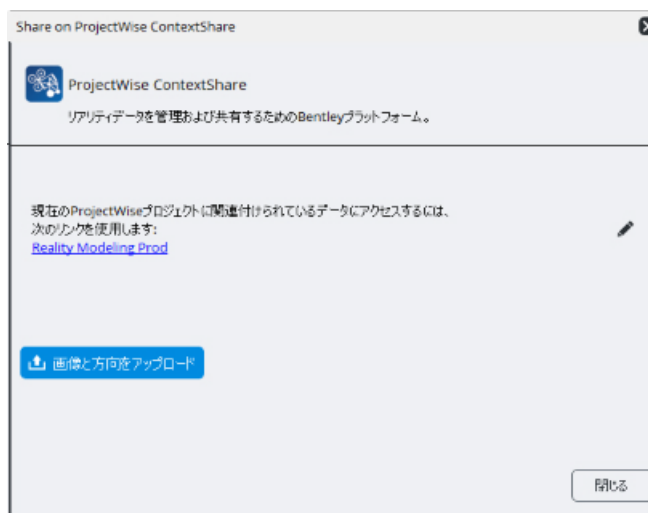 Share on ProjectWise ContextShare
ProjectWise ContextShare
リアリティデータを管理および共有するためのBentleyプラットフォーム。
現在のProjectWiseプロジェクトに関連付けられているデータにアクセスするには、
次のリンクを使用します:
Reality Modeling Prod
画像と方向をアップロード
閉じる